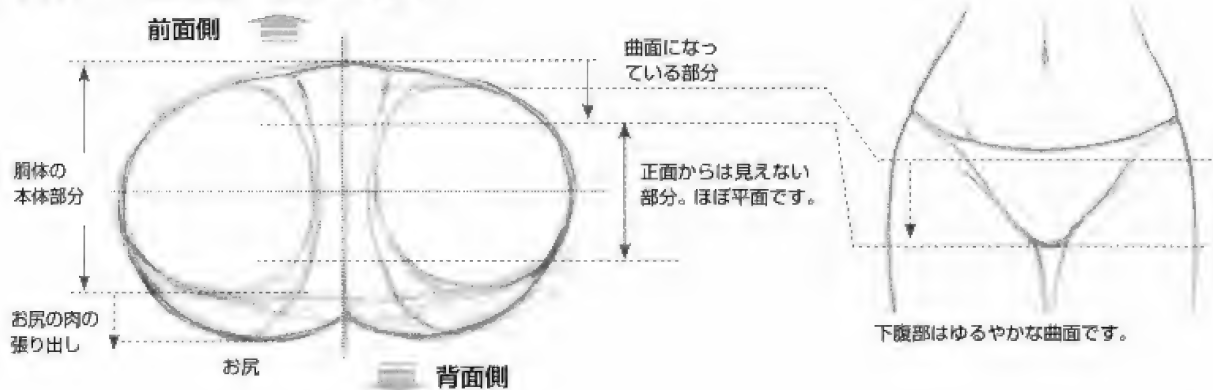 前面側
曲面になっ
ている部分
胴体の
本体部分
正面からは見えない
部分。ほぼ平面です。
お尻の肉の
張り出し
お尻
背面側
下腹部はゆるやかな曲面です。